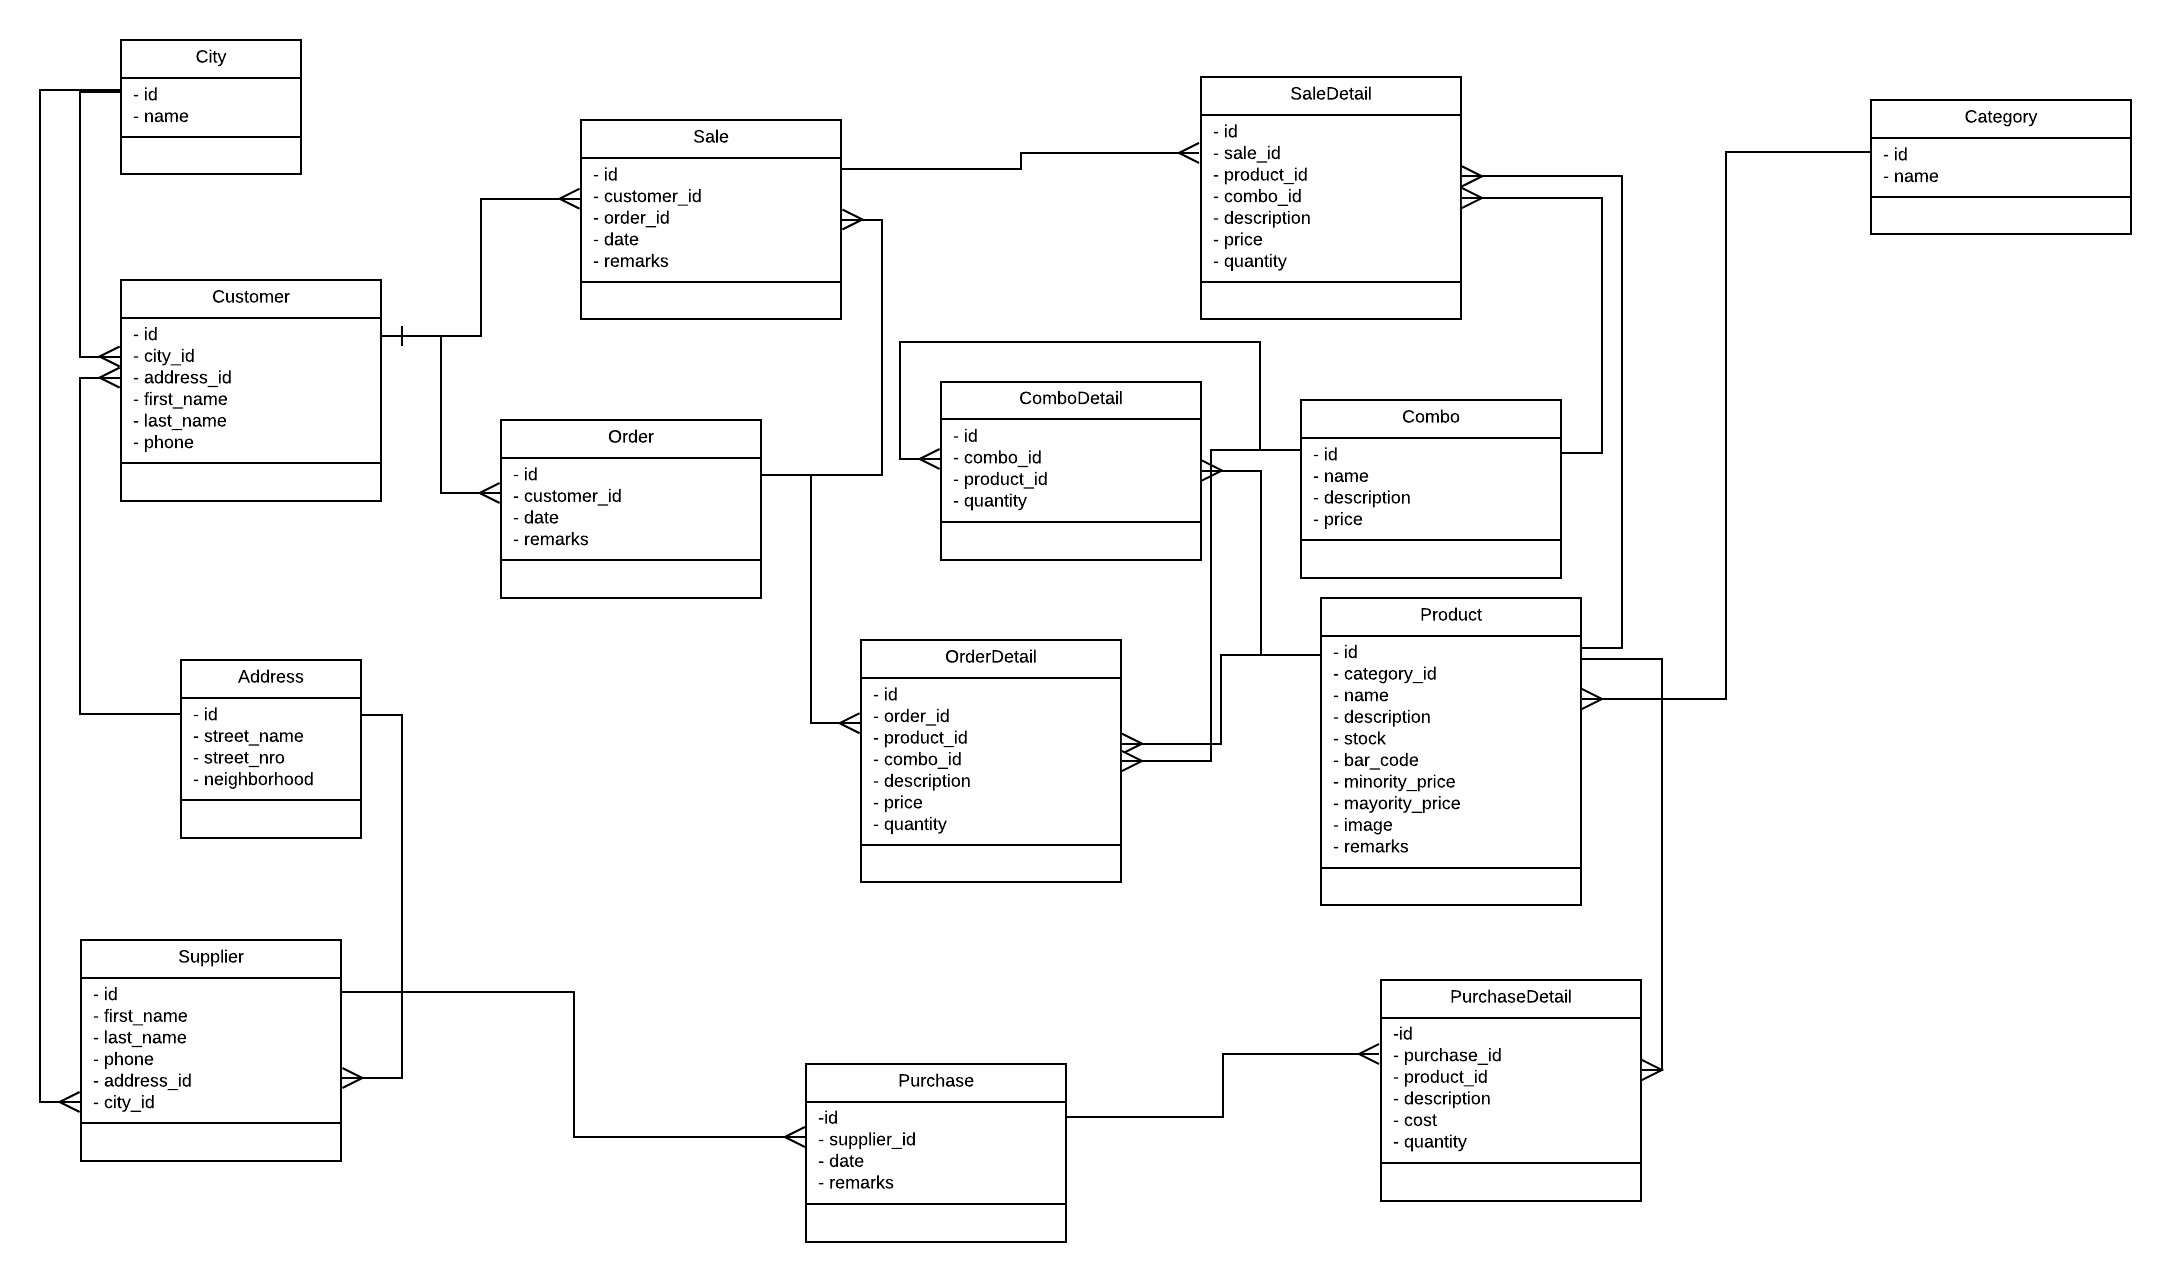 City
- id
- name
Sale
- id
- customer_id
- order_id
- date
- remarks
SaleDetail
- id
- sale_id
- product_id
- combo_id
- description
- price
- quantity
Category
- id
- name
Customer
- id
- city_id
- address_id
- first_name
- last_name
- phone
Order
- id
- customer_id
- date
- remarks
ComboDetail
- id
- combo_id
- product_id
- quantity
Combo
- id
- name
- description
- price
Address
- id
- street_name
- street_nro
- neighborhood
OrderDetail
- id
- order_id
- product_id
- combo_id
- description
- price
- quantity
Product
- id
- category_id
- name
- description
- stock
- bar_code
- minority_price
- mayority_price
- image
- remarks
Supplier
- id
- first_name
- last_name
- phone
- address_id
- city_id
Purchase
-id
- supplier_id
- date
- remarks
PurchaseDetail
-id
- purchase_id
- product_id
- description
- cost
- quantity